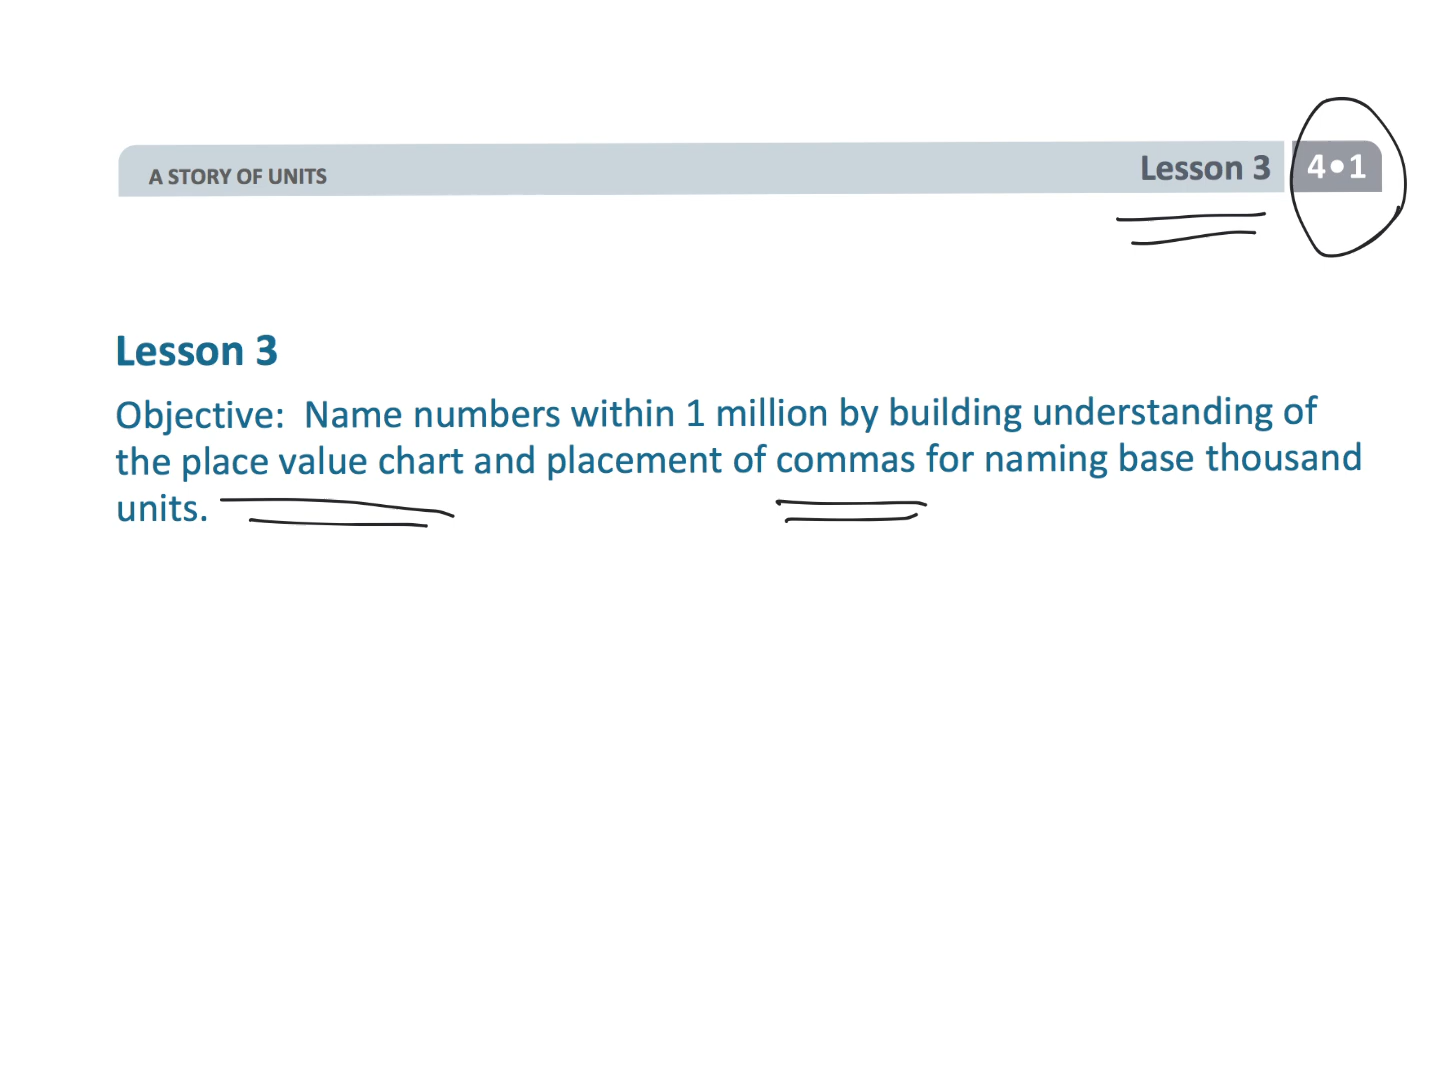 A STORY OF UNITS
Lesson 3
4•1
Lesson 3
Objective: Name numbers within 1 million by building understanding of
the place value chart and placement of commas for naming base thousand
units.